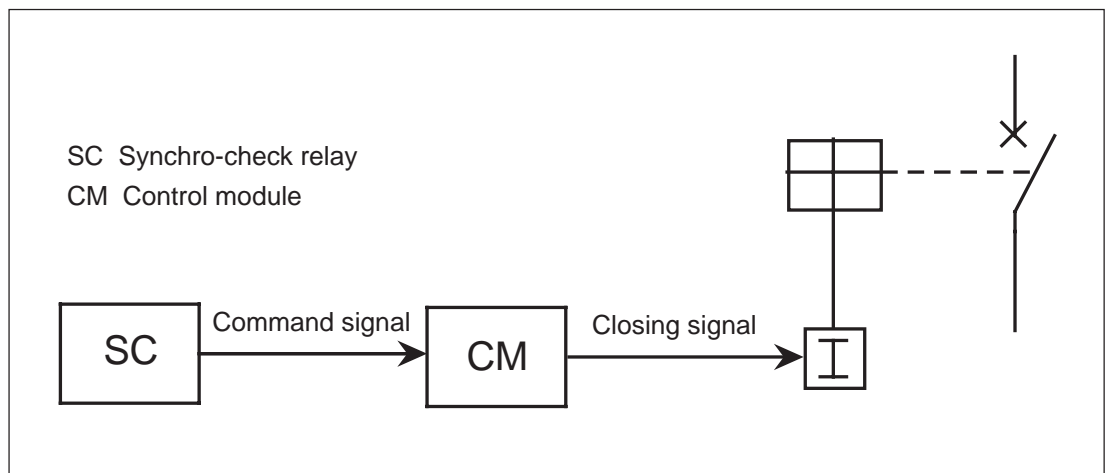 SC Synchro-check relay
CM Control module
Command signal
Closing signal
SC
CM
I